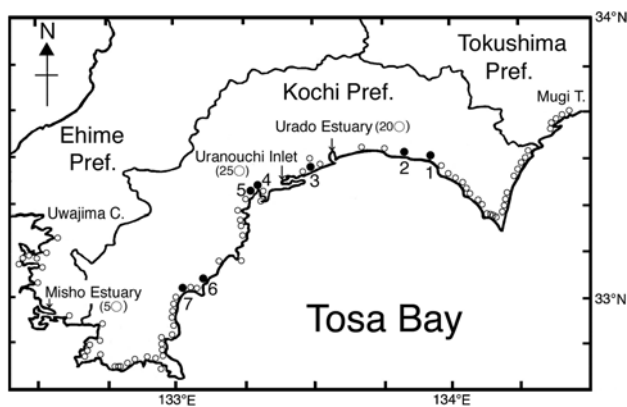 34°N
N
Tokushima
Pref.
Mugi T.
Kochi Pref.
Urado Estuary (20○)
Ehime
Pref.
Uranouchi Inlet
(25○)
5
4
3
2
1
Uwajima C.
Misho Estuary
(5○)
6
7
33°N
Tosa Bay
133°E
134°E